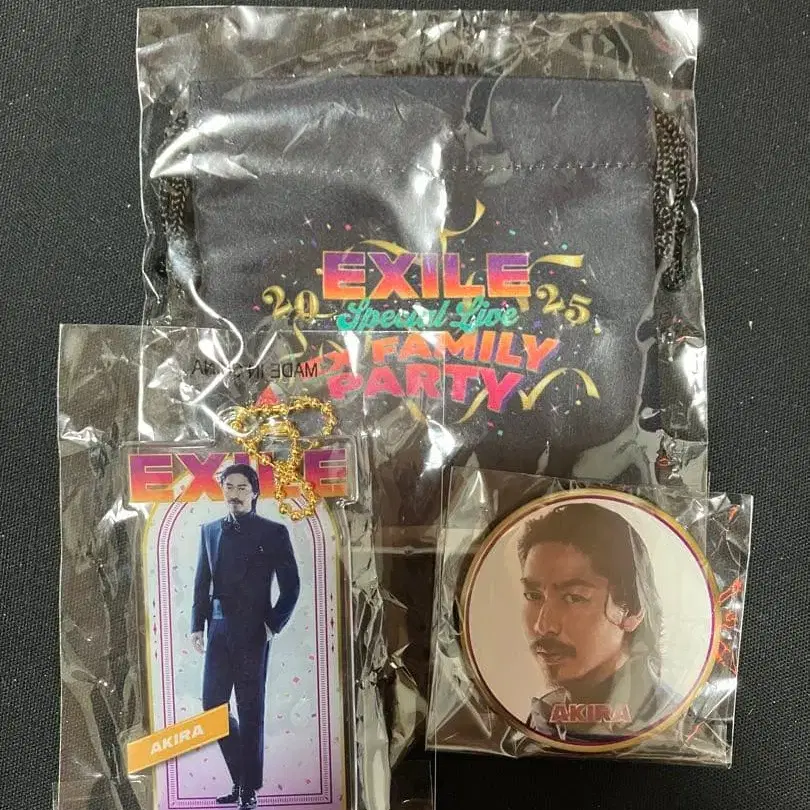 EXILE
20 Special Live 25
FAMILY
PARTY
MADE IN CHINA
EXILE
AKIRA
AKIRA